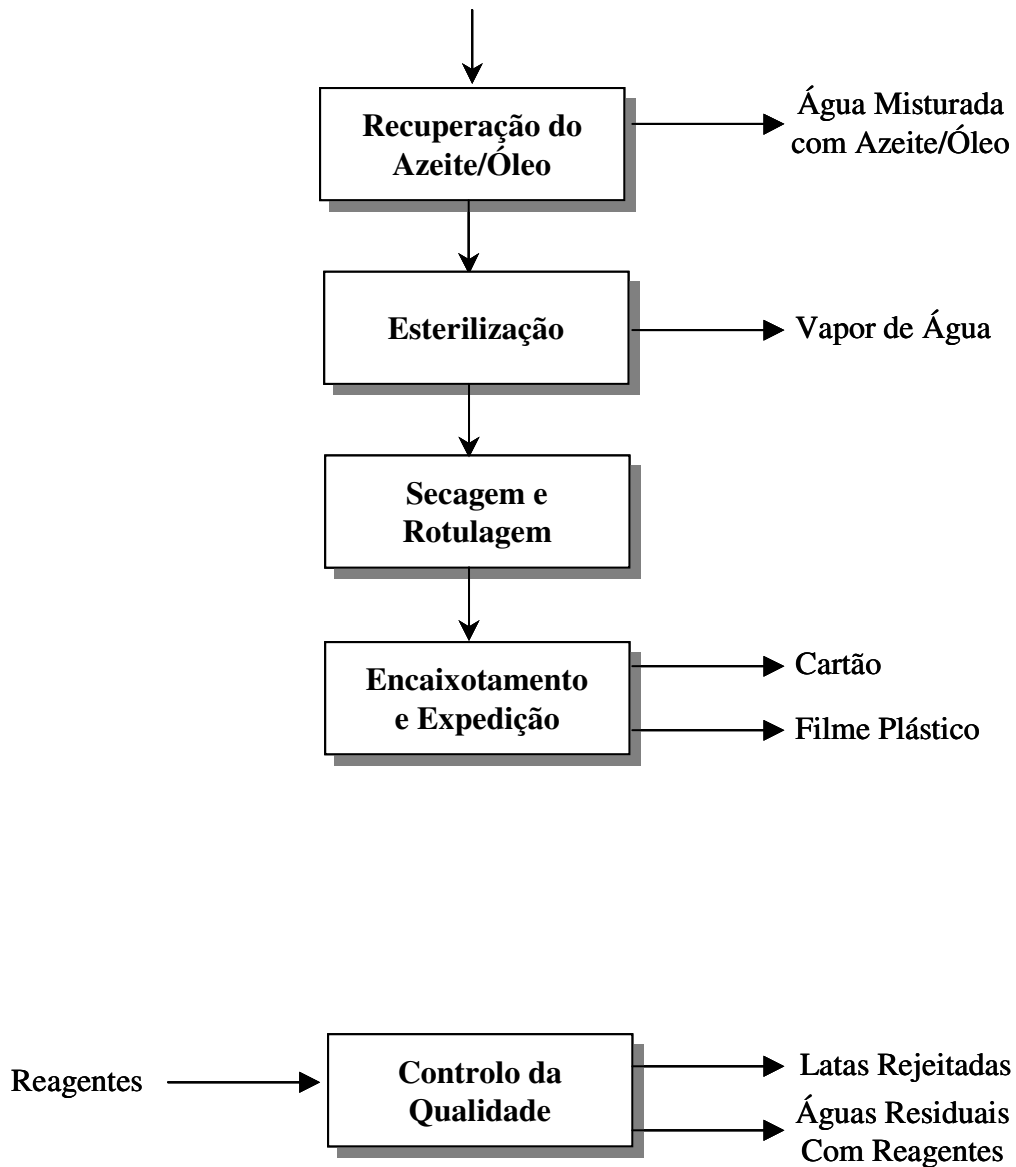 Recuperação do
Azeite/Óleo
Água Misturada
com Azeite/Óleo
Esterilização
Vapor de Água
Secagem e
Rotulagem
Encaixotamento
e Expedição
Cartão
Filme Plástico
Reagentes
Controlo da
Qualidade
Latas Rejeitadas
Águas Residuais
Com Reagentes